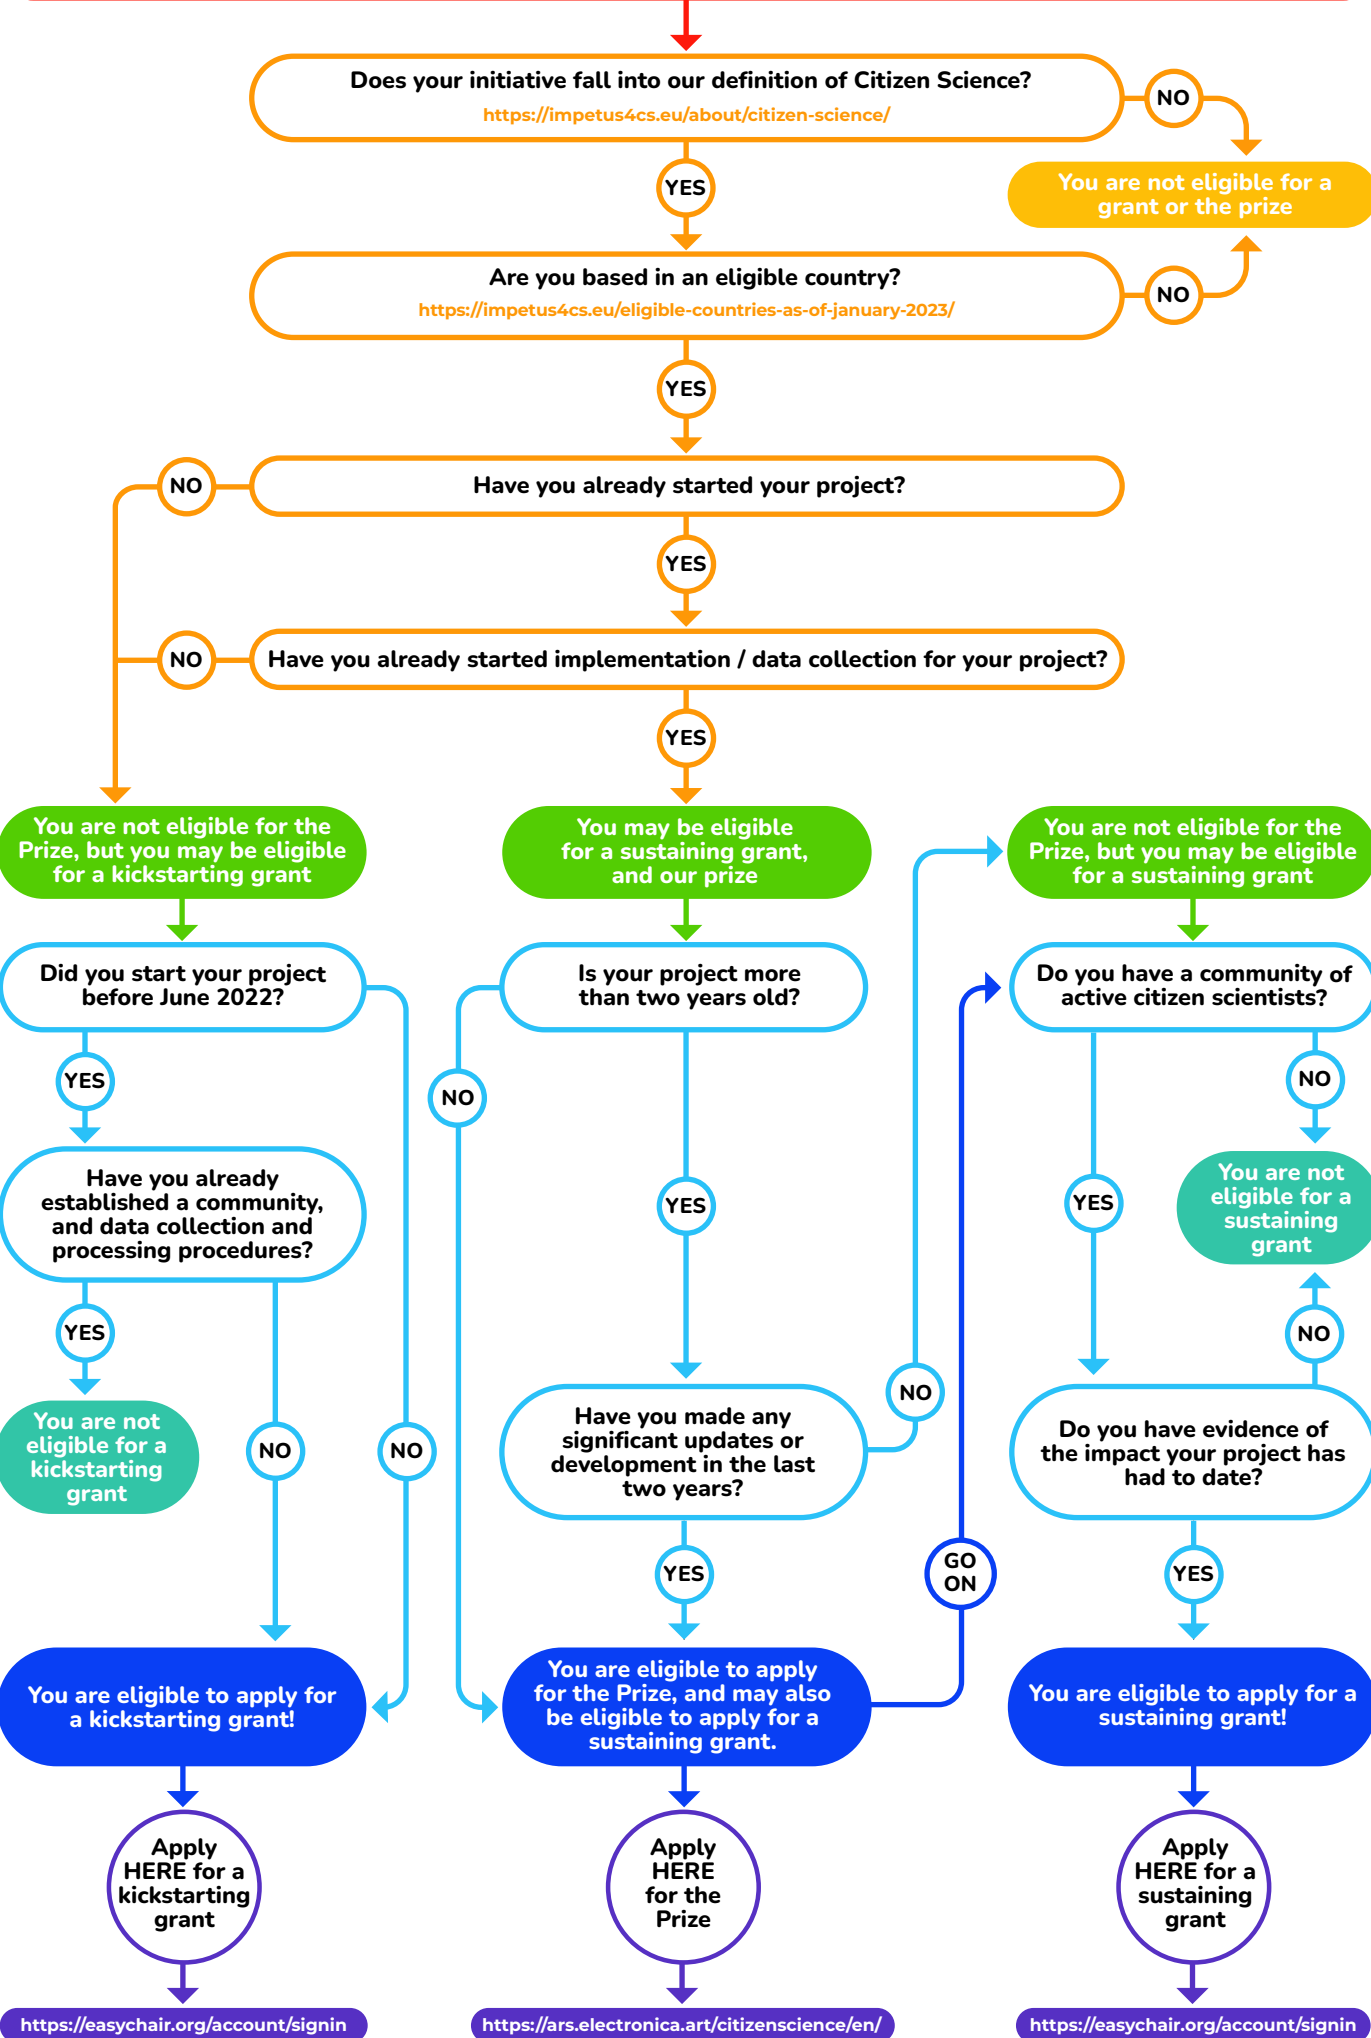 Does your initiative fall into our definition of Citizen Science?
https://impetus4cs.eu/about/citizen-science/
NO
You are not eligible for a
grant or the prize
YES
Are you based in an eligible country?
https://impetus4cs.eu/eligible-countries-as-of-january-2023/
NO
YES
NO
Have you already started your project?
YES
NO
Have you already started implementation / data collection for your project?
YES
You are not eligible for the
Prize, but you may be eligible
for a kickstarting grant
You may be eligible
for a sustaining grant,
and our prize
You are not eligible for the
Prize, but you may be eligible
for a sustaining grant
Did you start your project
before June 2022?
Is your project more
than two years old?
Do you have a community of
active citizen scientists?
YES
NO
NO
Have you already
established a community,
and data collection and
processing procedures?
YES
YES
You are not
eligible for a
sustaining
grant
YES
NO
You are not
eligible for a
kickstarting
grant
NO
NO
NO
Have you made any
significant updates or
development in the last
two years?
Do you have evidence of
the impact your project has
had to date?
YES
GO
ON
YES
You are eligible to apply for
a kickstarting grant!
You are eligible to apply
for the Prize, and may also
be eligible to apply for a
sustaining grant.
You are eligible to apply for a
sustaining grant!
Apply
HERE for a
kickstarting
grant
Apply
HERE
for the
Prize
Apply
HERE for a
sustaining
grant
https://easychair.org/account/signin
https://ars.electronica.art/citizenscience/en/
https://easychair.org/account/signin